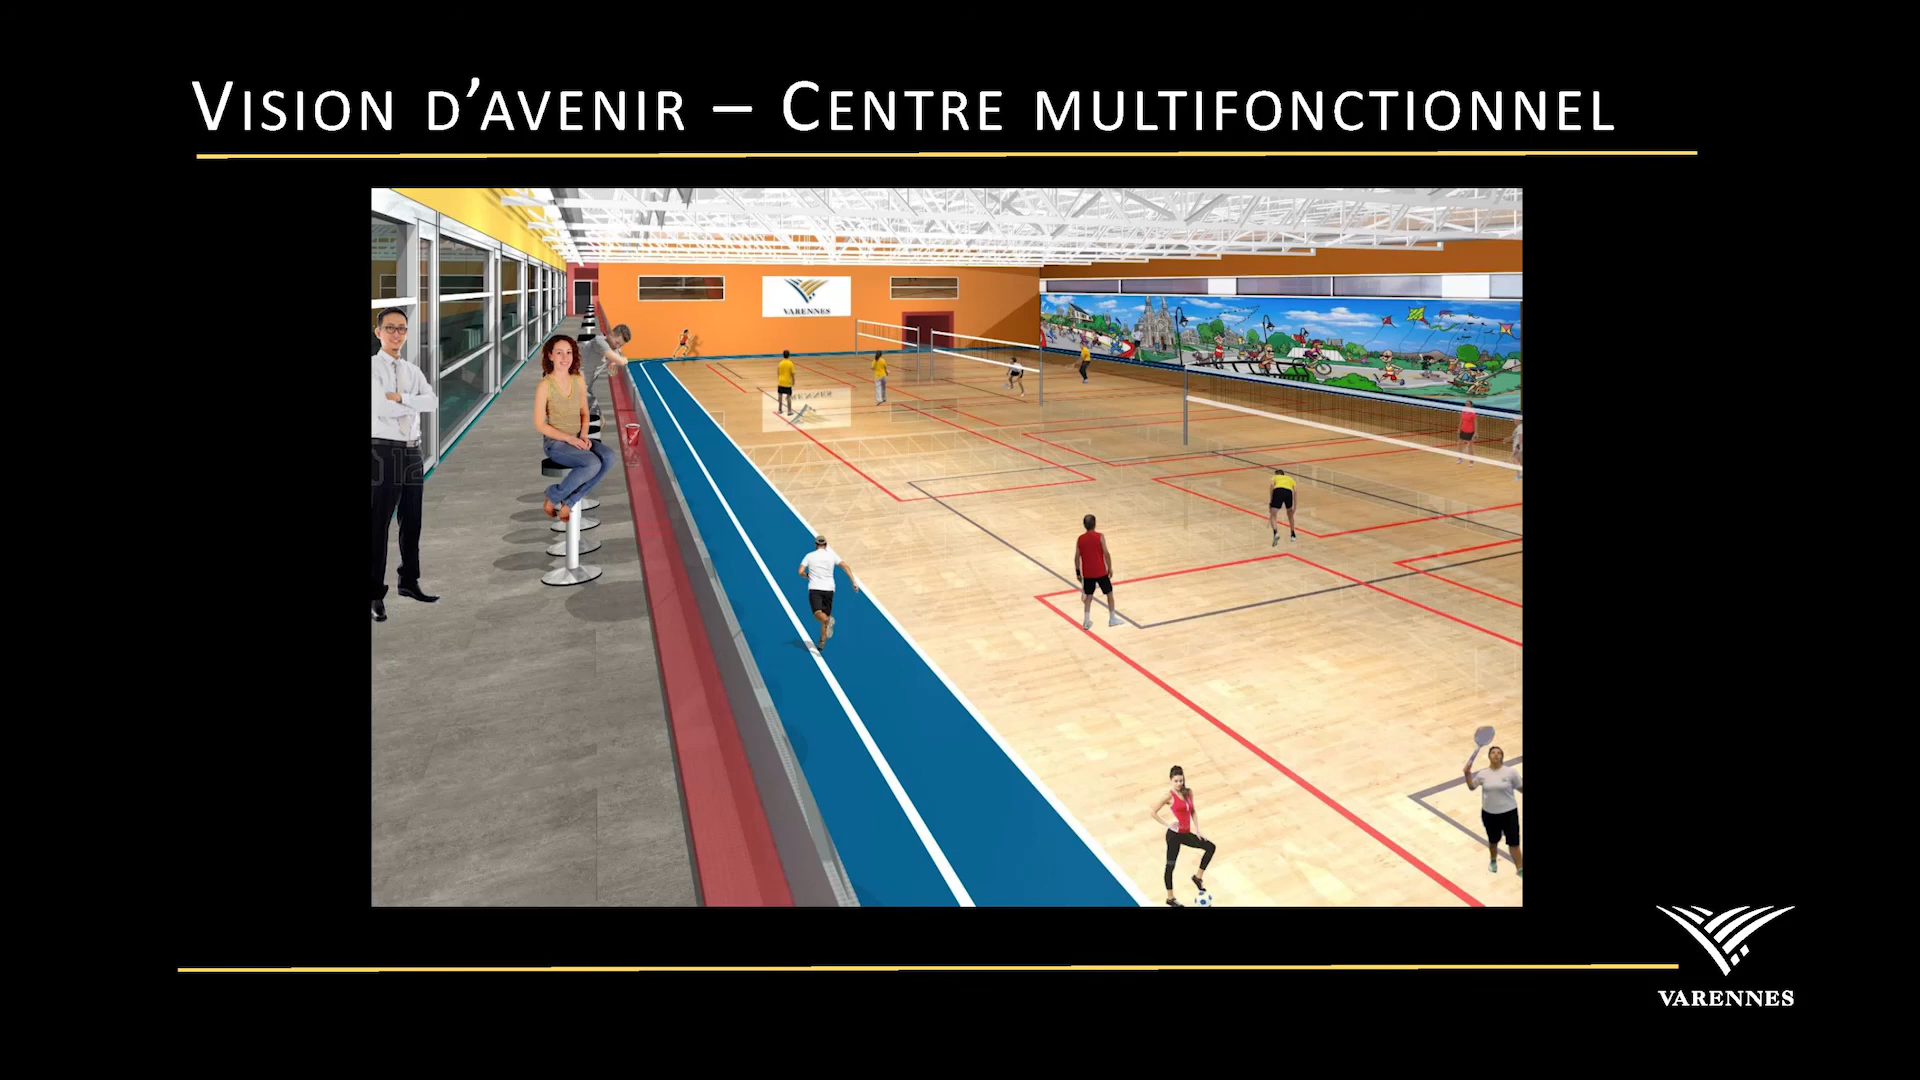 VISION D'AVENIR – CENTRE MULTIFONCTIONNEL
VARENNES
VARENNES